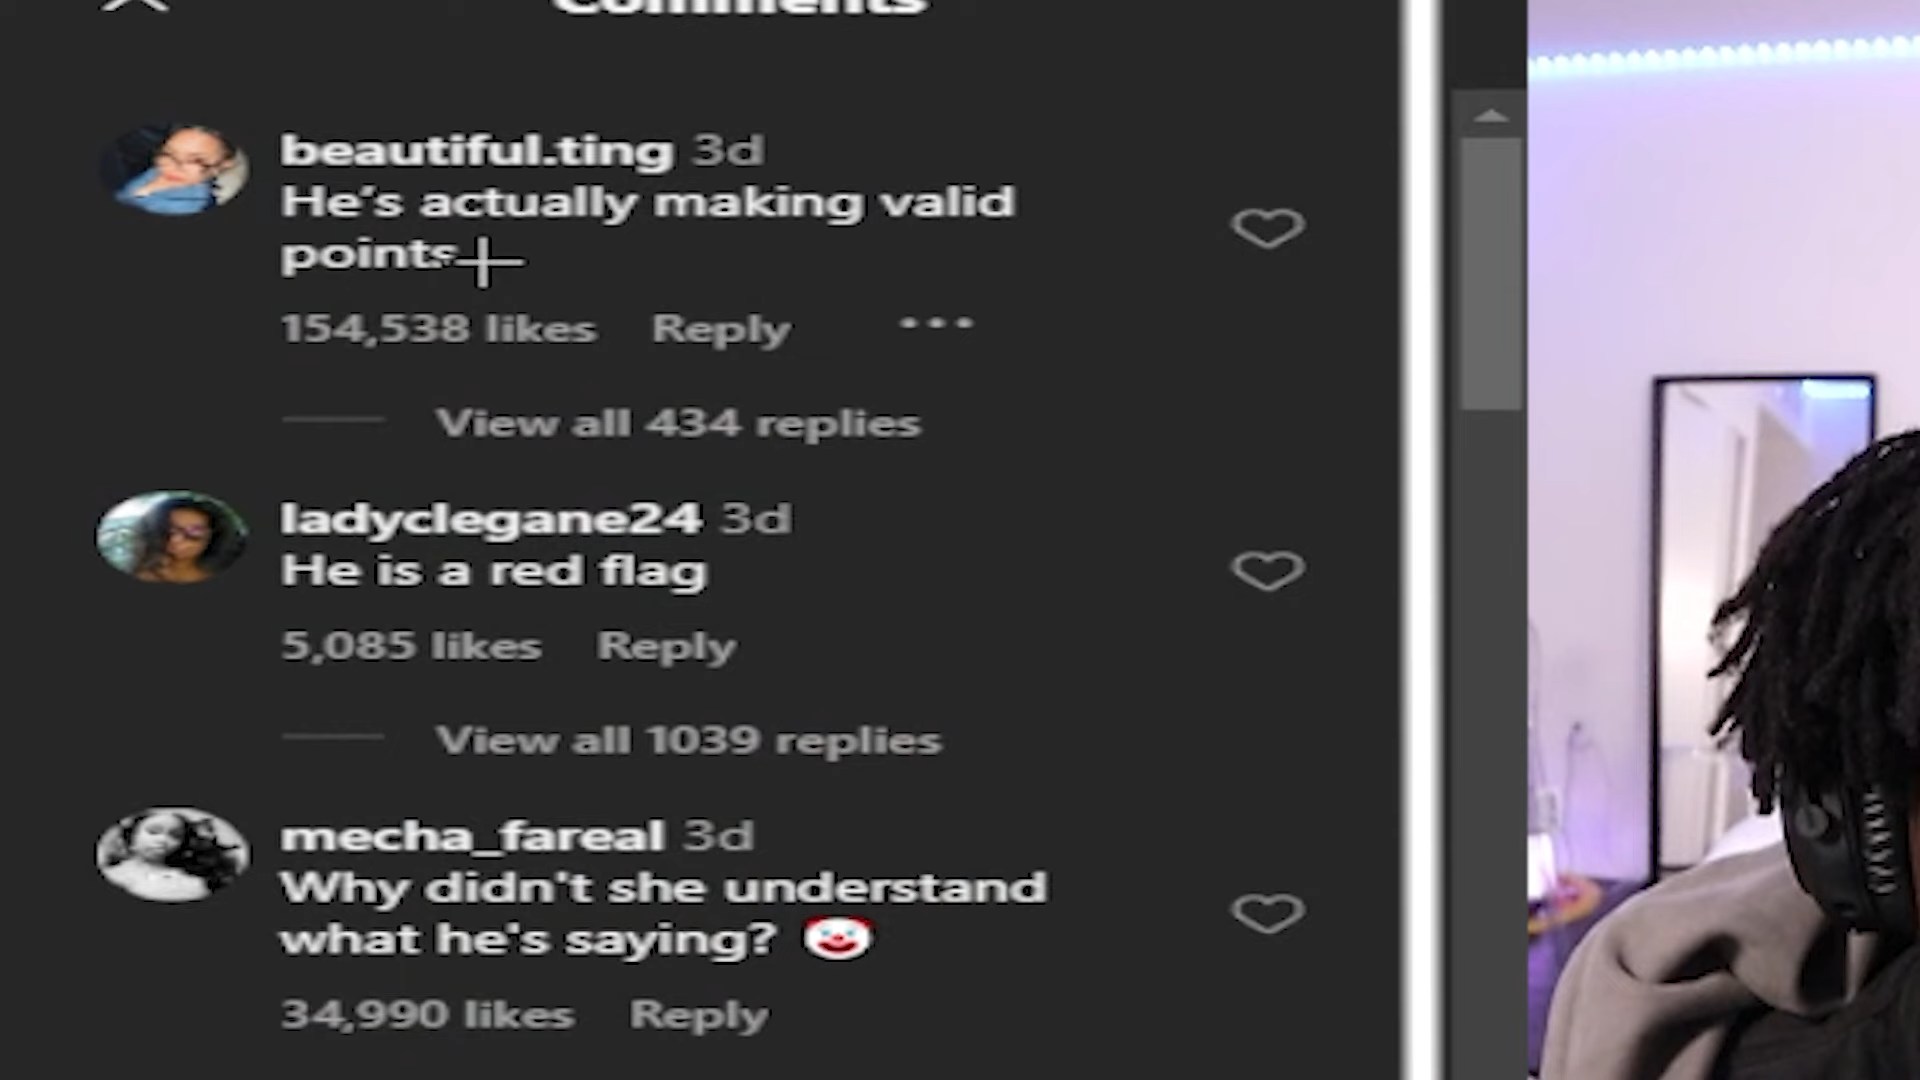 Comments
beautiful.ting 3d
He's actually making valid
points
154,538 likes Reply
View all 434 replies
ladyclegane24 3d
He is a red flag
5,085 likes Reply
View all 1039 replies
mecha_fareal 3d
Why didn't she understand
what he's saying? 🤡
34,990 likes Reply